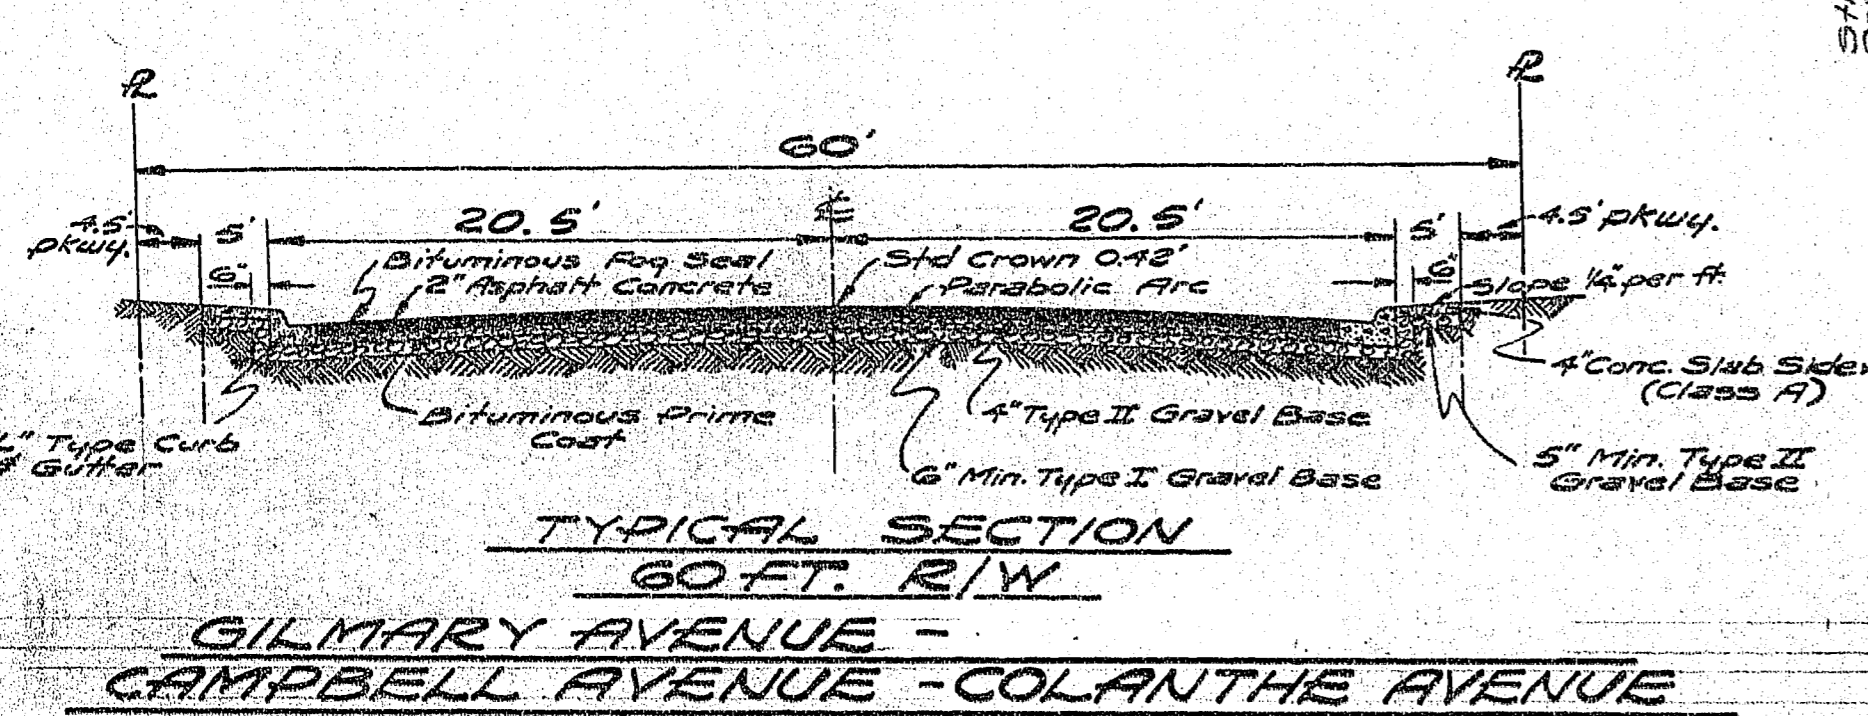 PL
PL
60'
4.5'
pkwy.
5'
20.5'
CL
20.5'
5'
4.5' pkwy.
6"
6"
Bituminous Fog Seal
2" Asphalt Concrete
Std Crown 0.42'
Parabolic Arc
Slope 1/4" per ft.
4" Conc. Slab
(Class A)
"L" Type Curb
& Gutter
Bituminous Prime
Coat
4" Type II Gravel Base
6" Min. Type I Gravel Base
5" Min. Type II
Gravel Base
TYPICAL SECTION
60 FT. R/W
GILMARY AVENUE -
CAMPBELL AVENUE - COLANTHE AVENUE